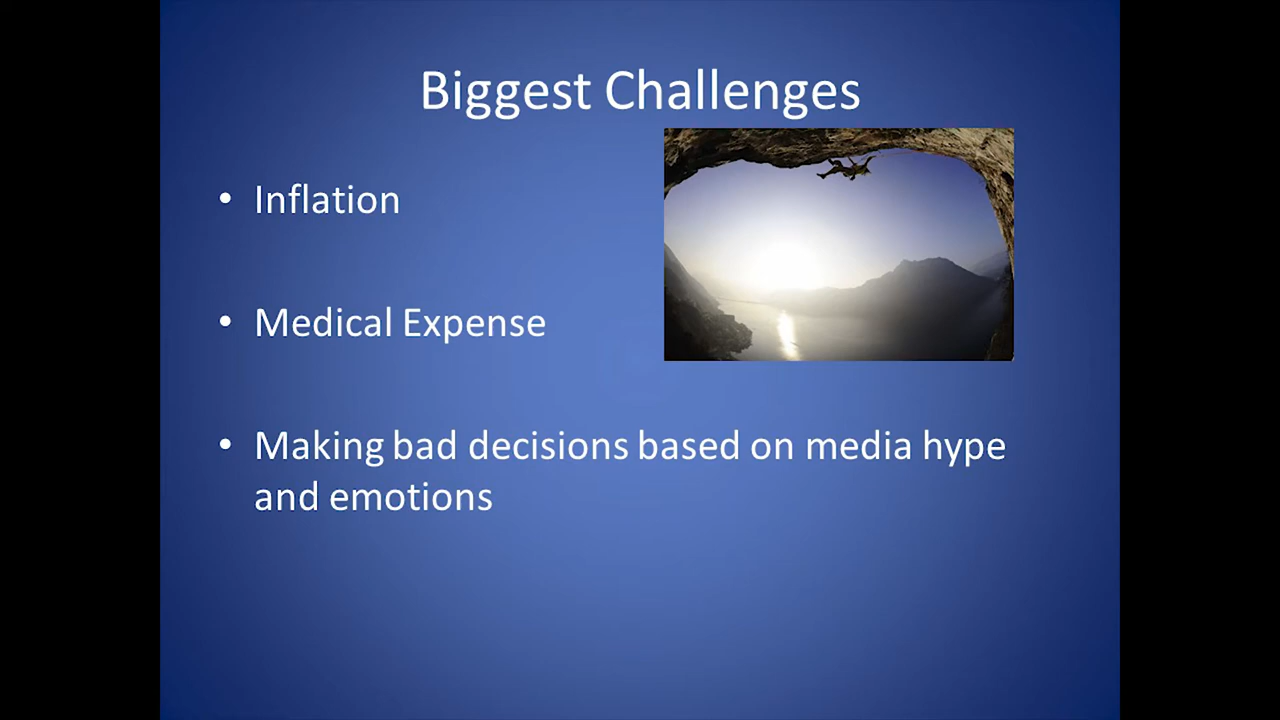 Biggest Challenges
• Inflation
• Medical Expense
• Making bad decisions based on media hype
and emotions